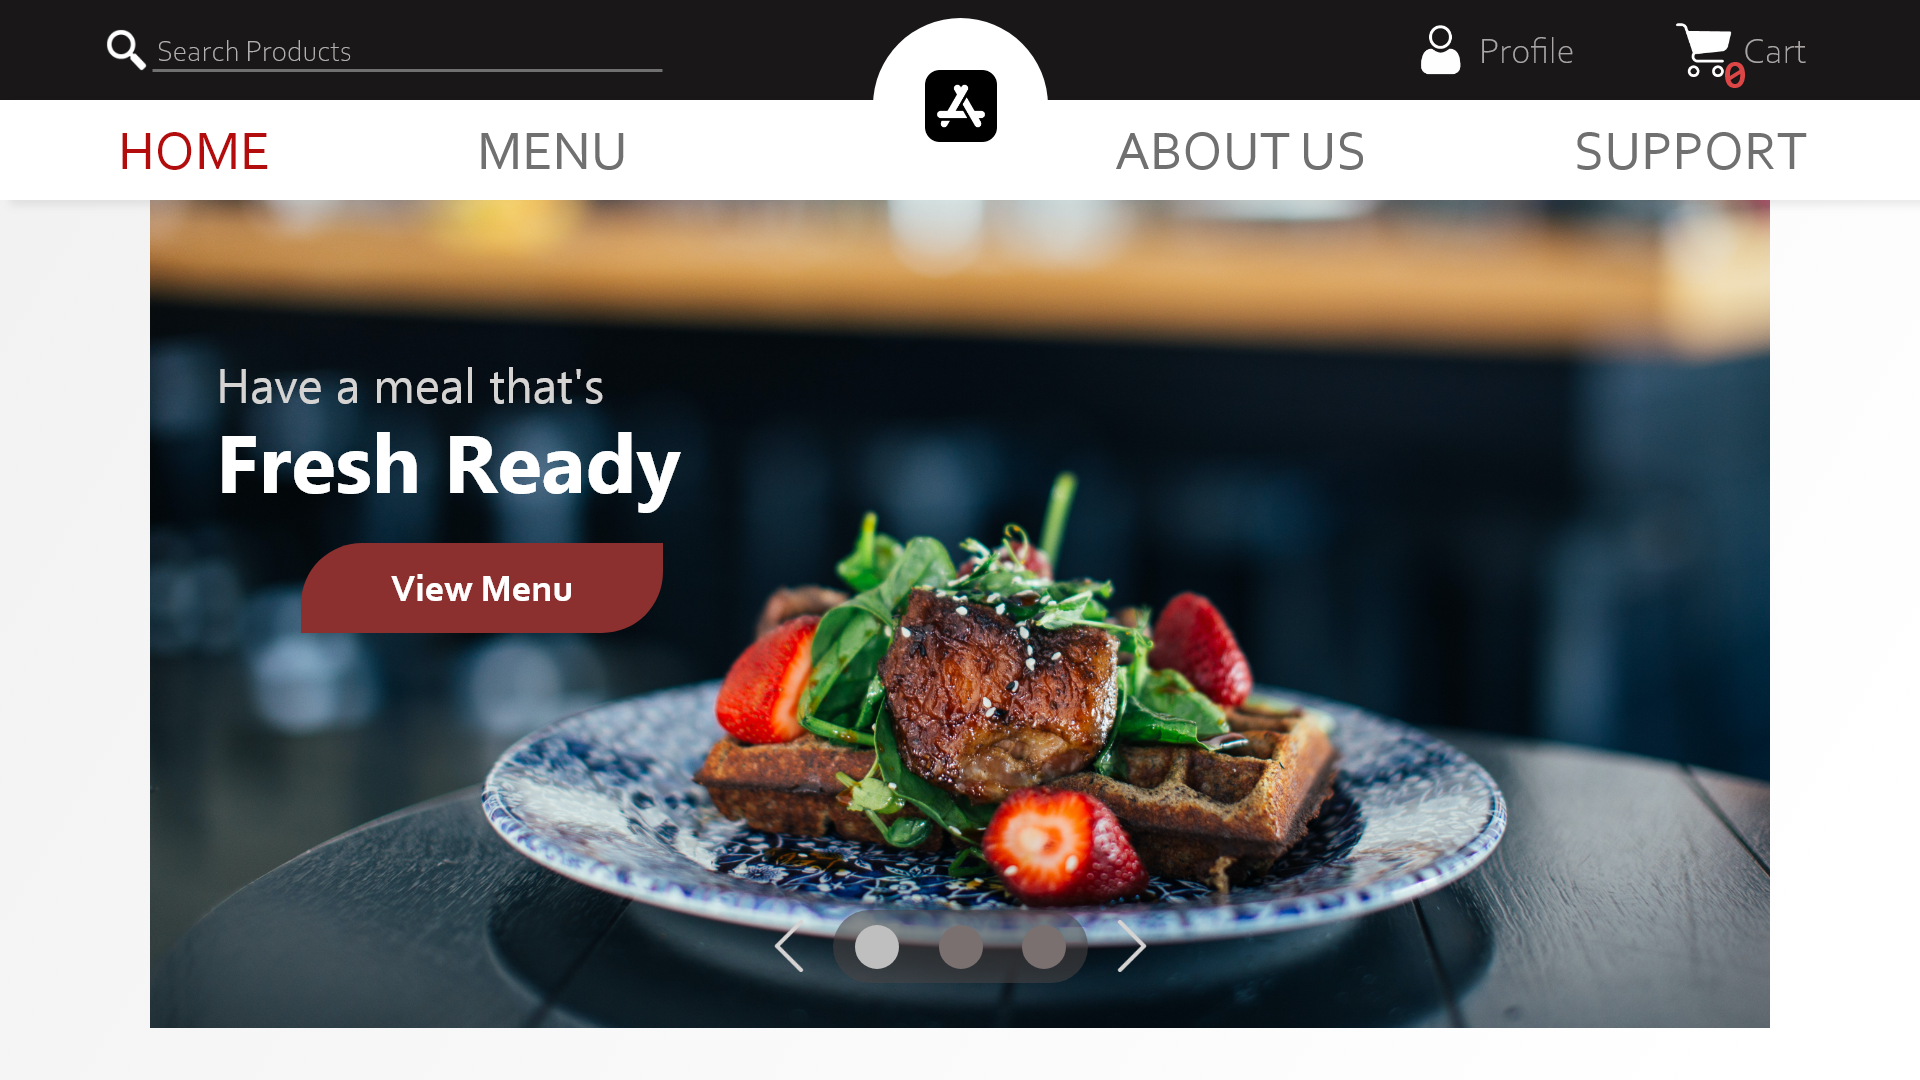 Search Products
Profile
0
Cart
HOME
MENU
ABOUT US
SUPPORT
Have a meal that's
Fresh Ready
View Menu